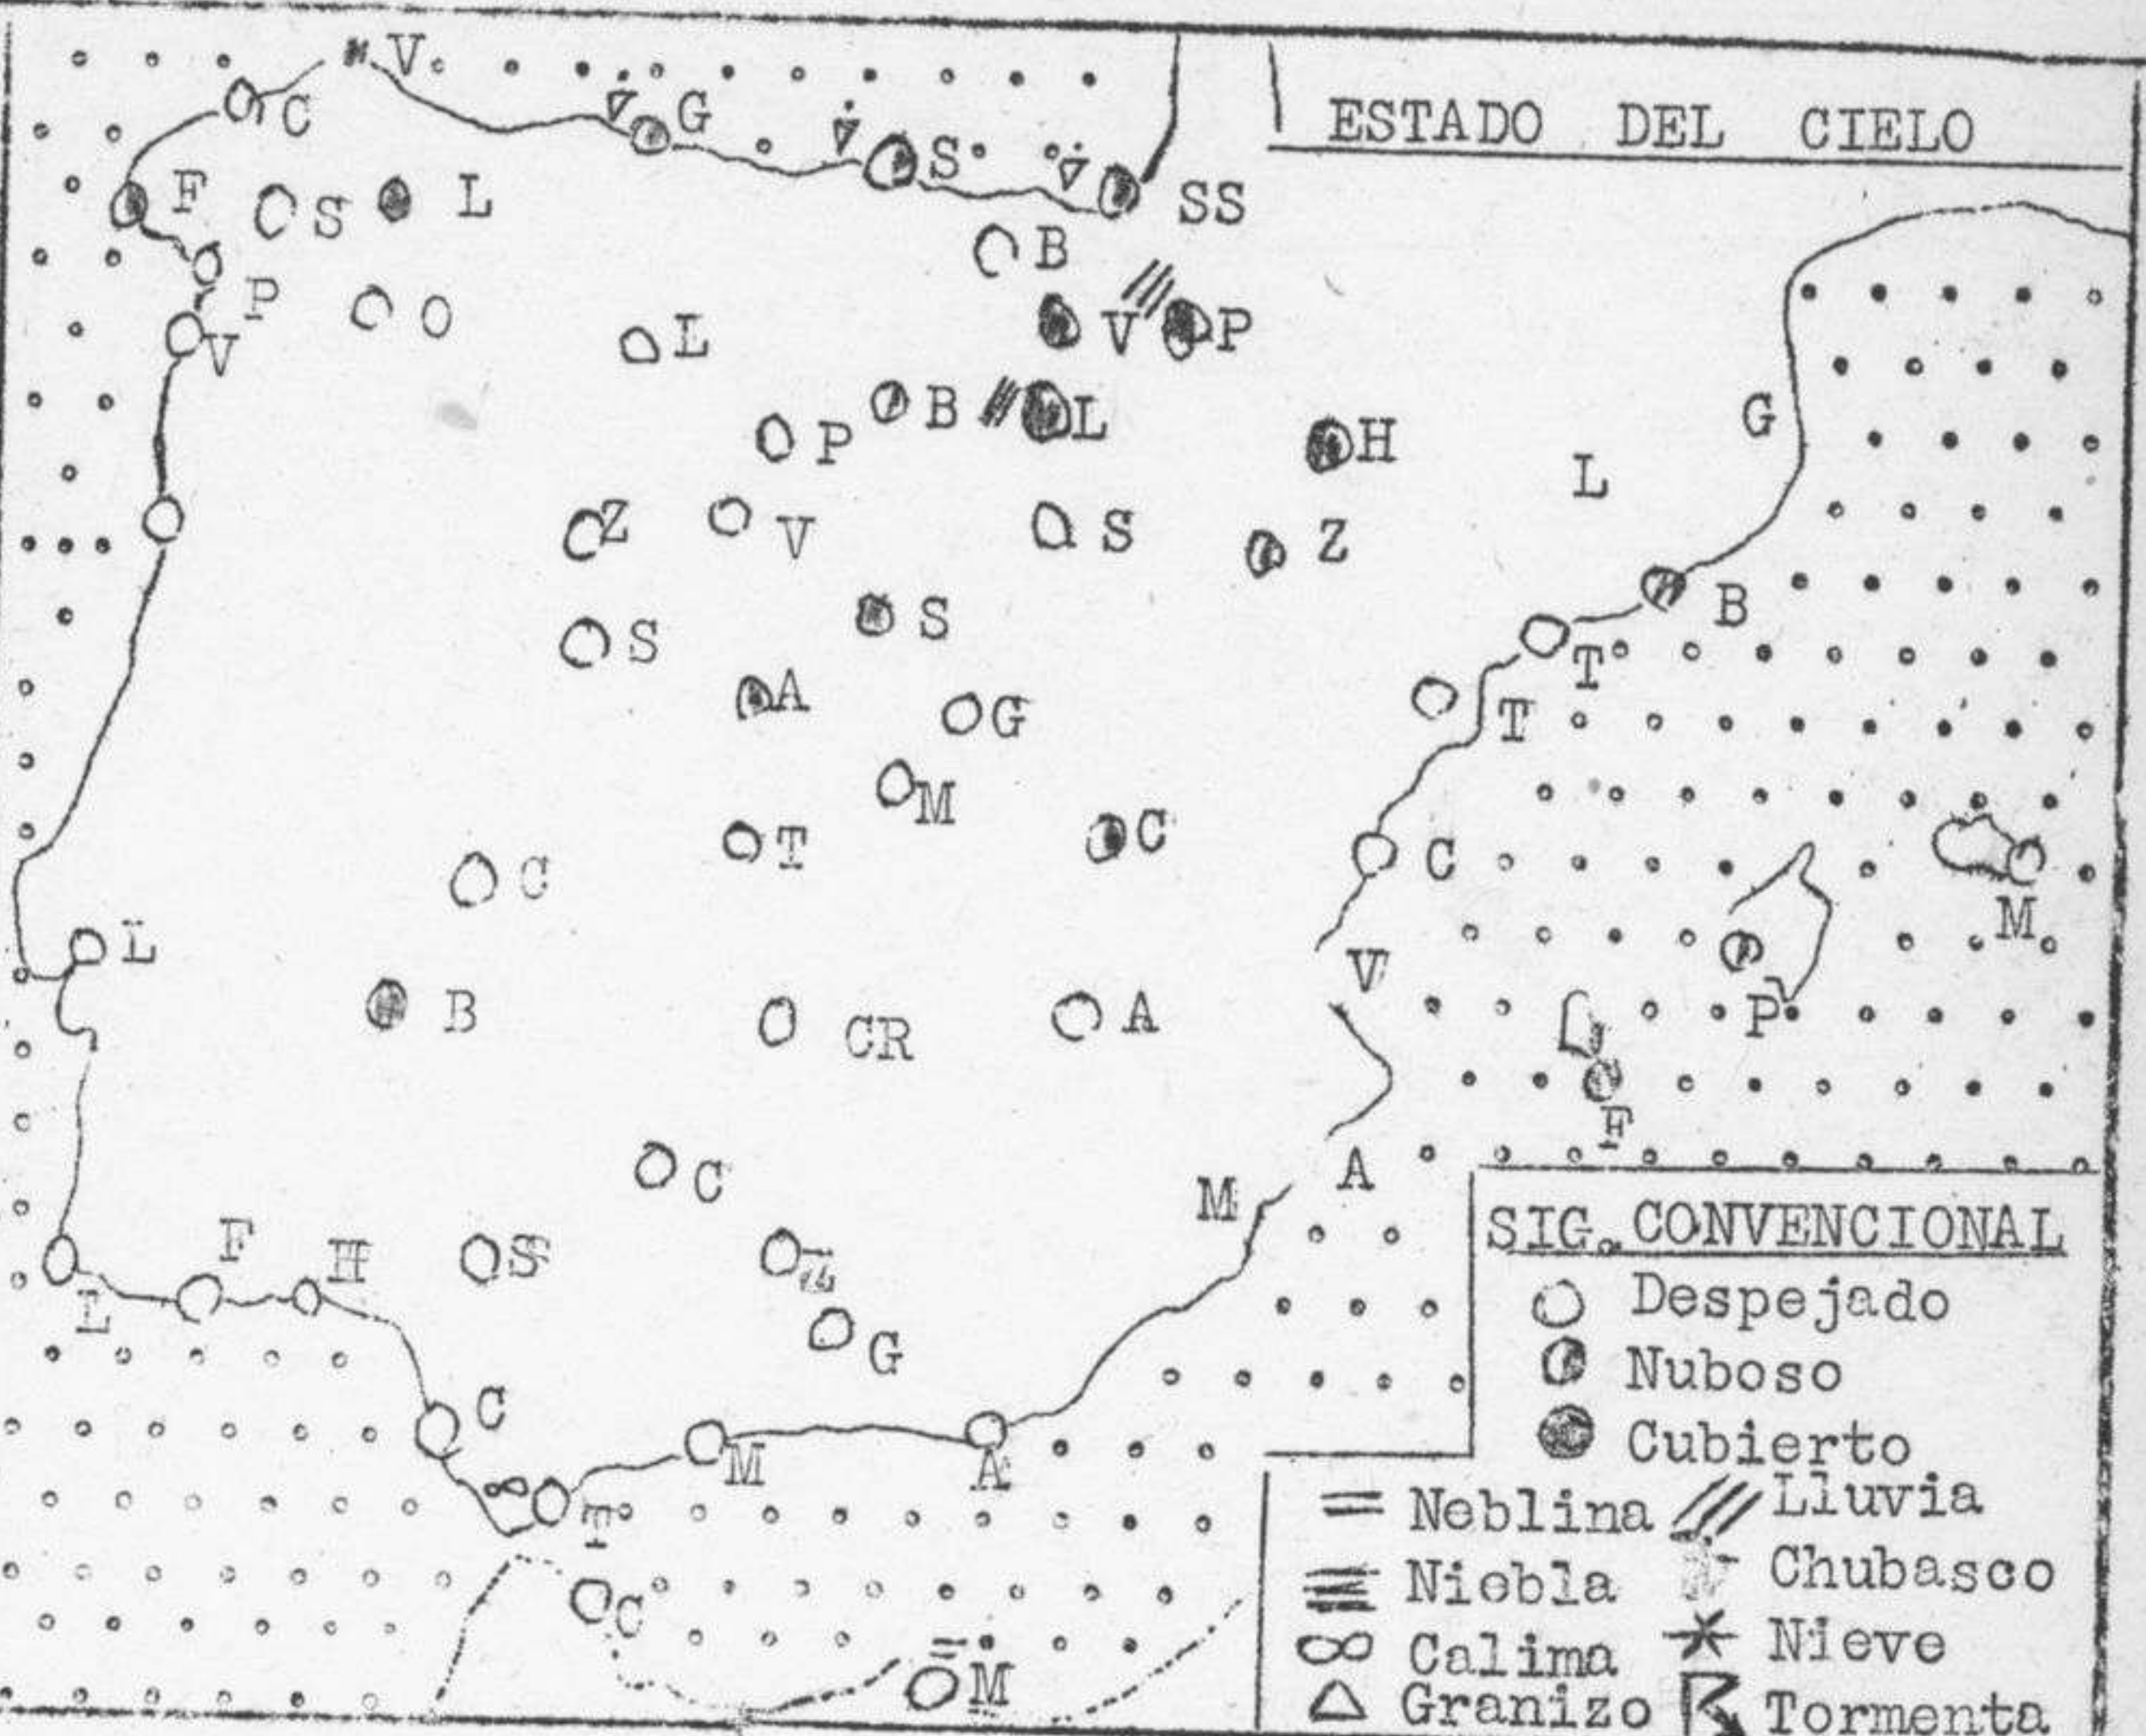 V
C
G
S
SS
ESTADO DEL CIELO
F
S
L
B
P
O
V
L
V
P
P
B
L
H
G
L
Z
V
S
Z
S
S
B
T
A
G
T
M
T
C
C
C
M
L
V
B
CR
A
P
F
C
M
A
F
H
S
Z
L
G
C
M
A
T
C
M
SIG. CONVENCIONAL
Despejado
Nuboso
Cubierto
Neblina
Lluvia
Niebla
Chubasco
Calima
Nieve
Granizo
Tormenta